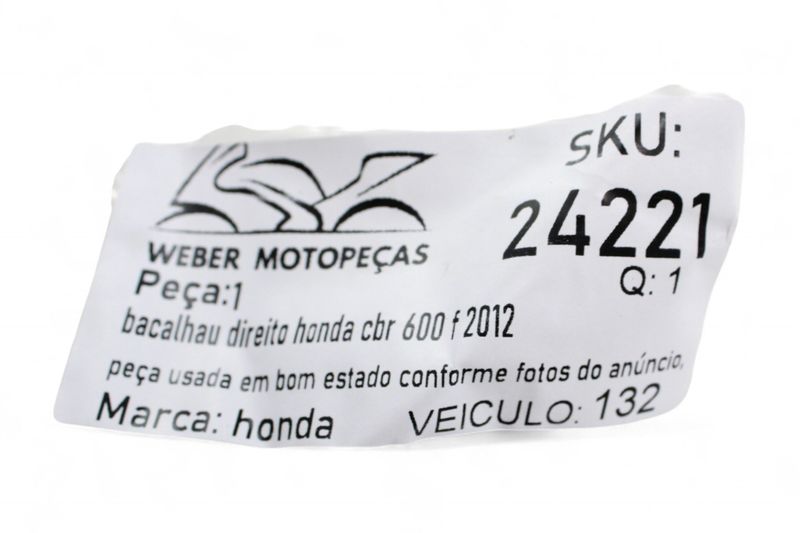 WEBER MOTOPEÇAS
SKU:
24221
Q: 1
Peça:1
bacalhau direito honda cbr 600 f 2012
peça usada em bom estado conforme fotos do anúncio,
Marca: honda
VEICULO: 132